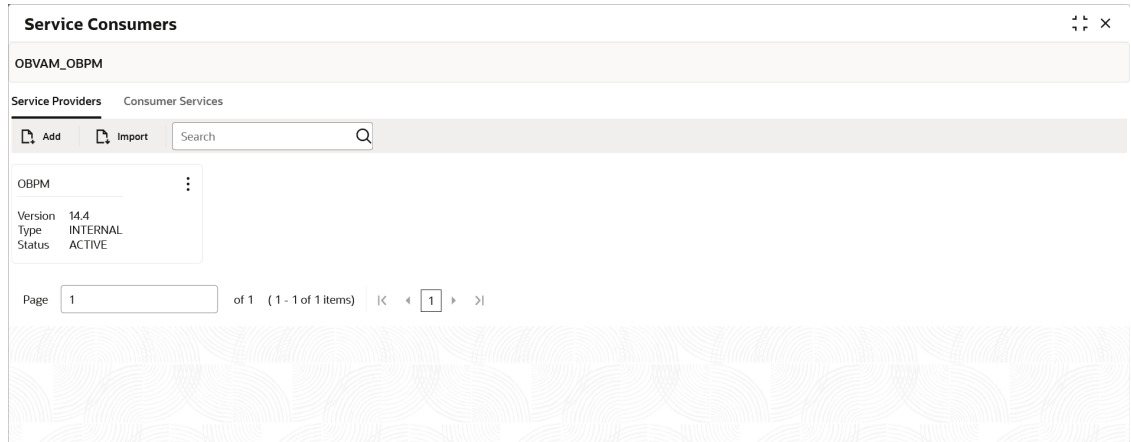 Service Consumers
OBVAM_OBPM
Service Providers Consumer Services
Add Import Search
OBPM
Version 14.4
Type INTERNAL
Status ACTIVE
Page 1 of 1 ( 1 - 1 of 1 items) 1